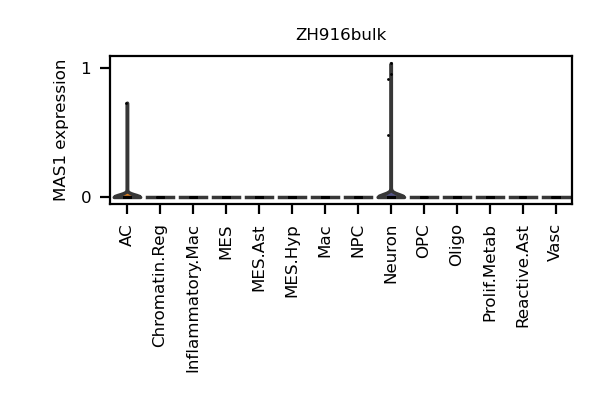 ZH916bulk
MAS1 expression
1
0
AC
Chromatin.Reg
Inflammatory.Mac
MES
MES.Ast
MES.Hyp
Mac
NPC
Neuron
OPC
Oligo
Prolif.Metab
Reactive.Ast
Vasc